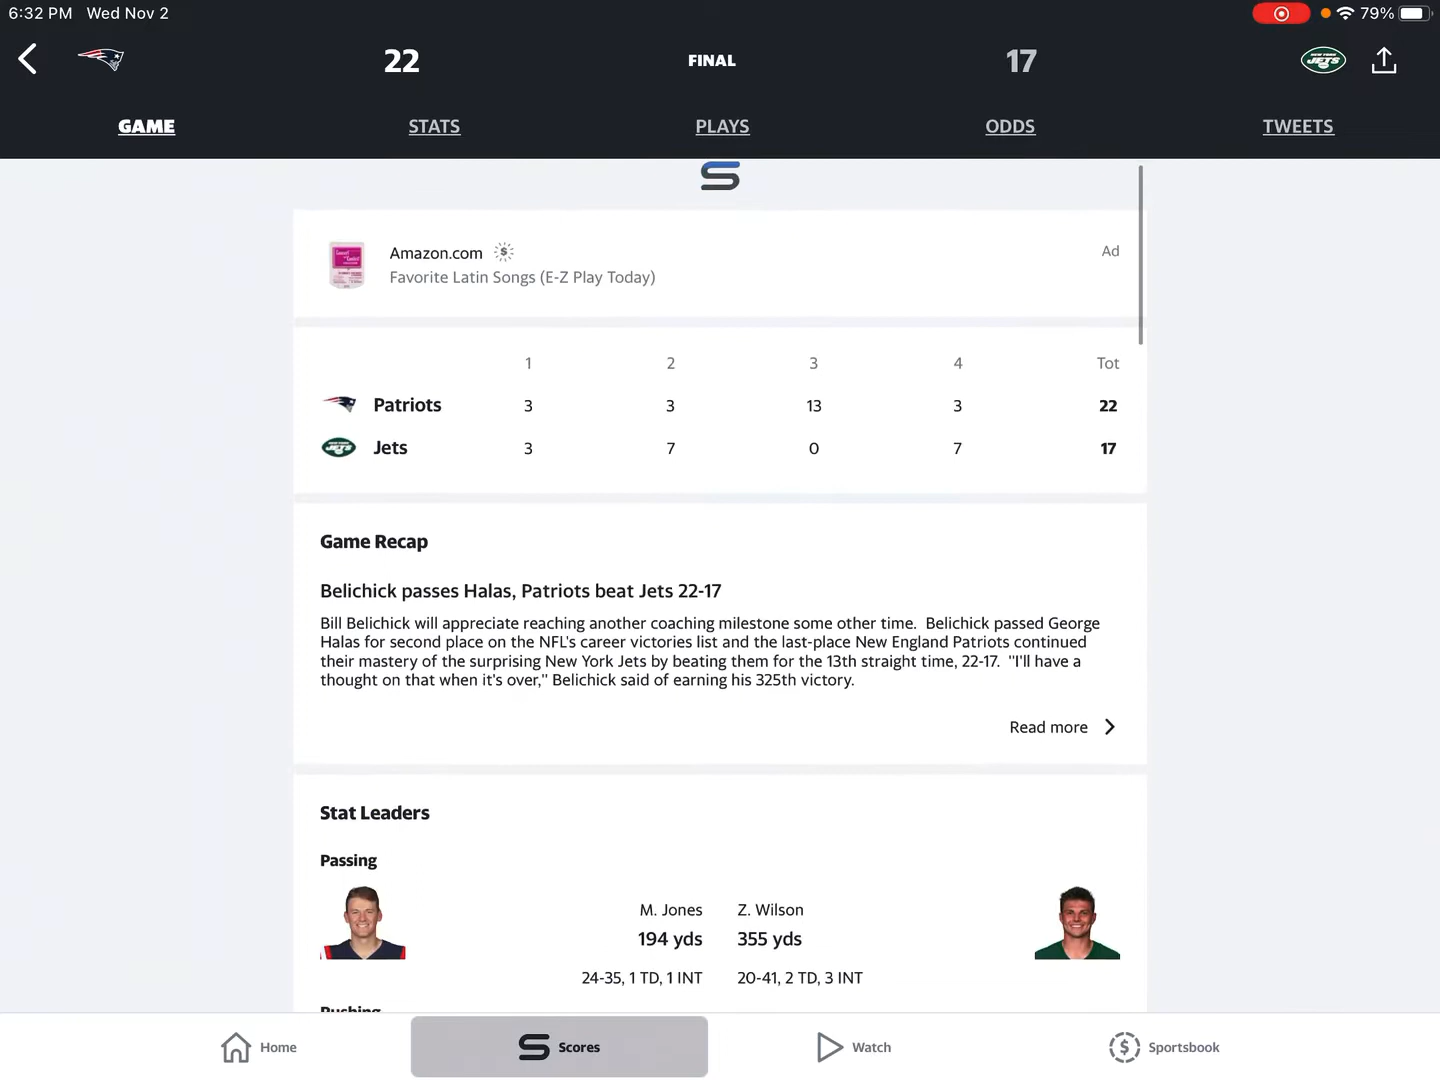 6:32 PM Wed Nov 2 79%
22 FINAL 17
GAME STATS PLAYS ODDS TWEETS
Amazon.com Ad
Favorite Latin Songs (E-Z Play Today)
1 2 3 4 Tot
Patriots 3 3 13 3 22
Jets 3 7 0 7 17
Game Recap
Belichick passes Halas, Patriots beat Jets 22-17
Bill Belichick will appreciate reaching another coaching milestone some other time. Belichick passed George
Halas for second place on the NFL's career victories list and the last-place New England Patriots continued
their mastery of the surprising New York Jets by beating them for the 13th straight time, 22-17. "I'll have a
thought on that when it's over," Belichick said of earning his 325th victory.
Read more
Stat Leaders
Passing
M. Jones Z. Wilson
194 yds 355 yds
24-35, 1 TD, 1 INT 20-41, 2 TD, 3 INT
Rushing
Home Scores Watch Sportsbook